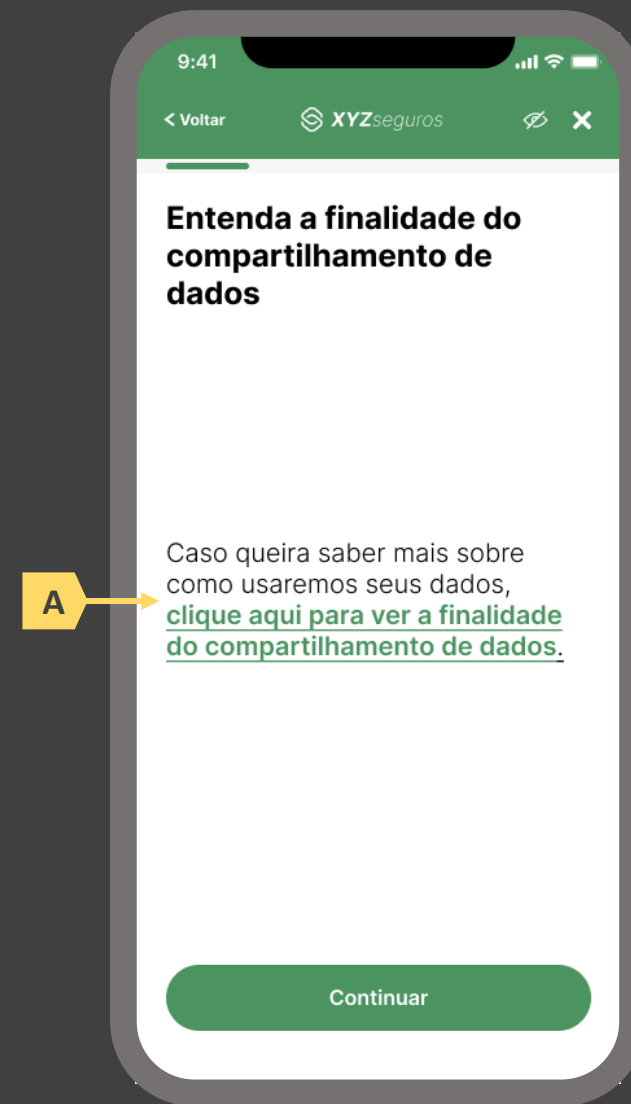 9:41
< Voltar XYZseguros
Entenda a finalidade do
compartilhamento de
dados
Caso queira saber mais sobre
como usaremos seus dados,
A
clique aqui para ver a finalidade
do compartilhamento de dados.
Continuar